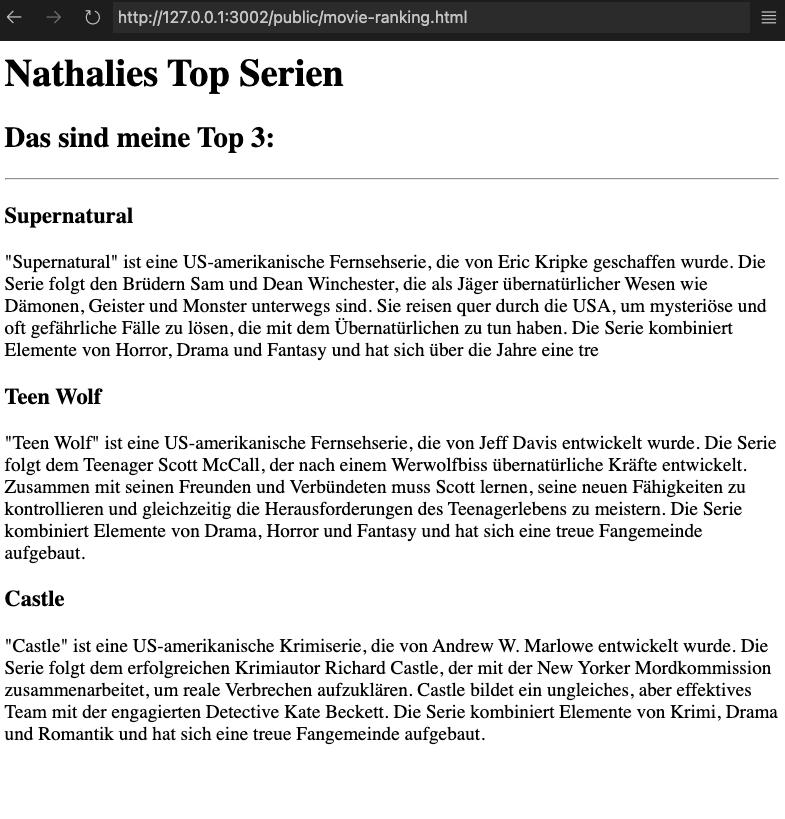 http://127.0.0.1:3002/public/movie-ranking.html
Nathalies Top Serien
Das sind meine Top 3:
Supernatural
"Supernatural" ist eine US-amerikanische Fernsehserie, die von Eric Kripke geschaffen wurde. Die
Serie folgt den Brüdern Sam und Dean Winchester, die als Jäger übernatürlicher Wesen wie
Dämonen, Geister und Monster unterwegs sind. Sie reisen quer durch die USA, um mysteriöse und
oft gefährliche Fälle zu lösen, die mit dem Übernatürlichen zu tun haben. Die Serie kombiniert
Elemente von Horror, Drama und Fantasy und hat sich über die Jahre eine tre
Teen Wolf
"Teen Wolf" ist eine US-amerikanische Fernsehserie, die von Jeff Davis entwickelt wurde. Die Serie
folgt dem Teenager Scott McCall, der nach einem Werwolfbiss übernatürliche Kräfte entwickelt.
Zusammen mit seinen Freunden und Verbündeten muss Scott lernen, seine neuen Fähigkeiten zu
kontrollieren und gleichzeitig die Herausforderungen des Teenagerlebens zu meistern. Die Serie
kombiniert Elemente von Drama, Horror und Fantasy und hat sich eine treue Fangemeinde
aufgebaut.
Castle
"Castle" ist eine US-amerikanische Krimiserie, die von Andrew W. Marlowe entwickelt wurde. Die
Serie folgt dem erfolgreichen Krimiautor Richard Castle, der mit der New Yorker Mordkommission
zusammenarbeitet, um reale Verbrechen aufzuklären. Castle bildet ein ungleiches, aber effektives
Team mit der engagierten Detective Kate Beckett. Die Serie kombiniert Elemente von Krimi, Drama
und Romantik und hat sich eine treue Fangemeinde aufgebaut.